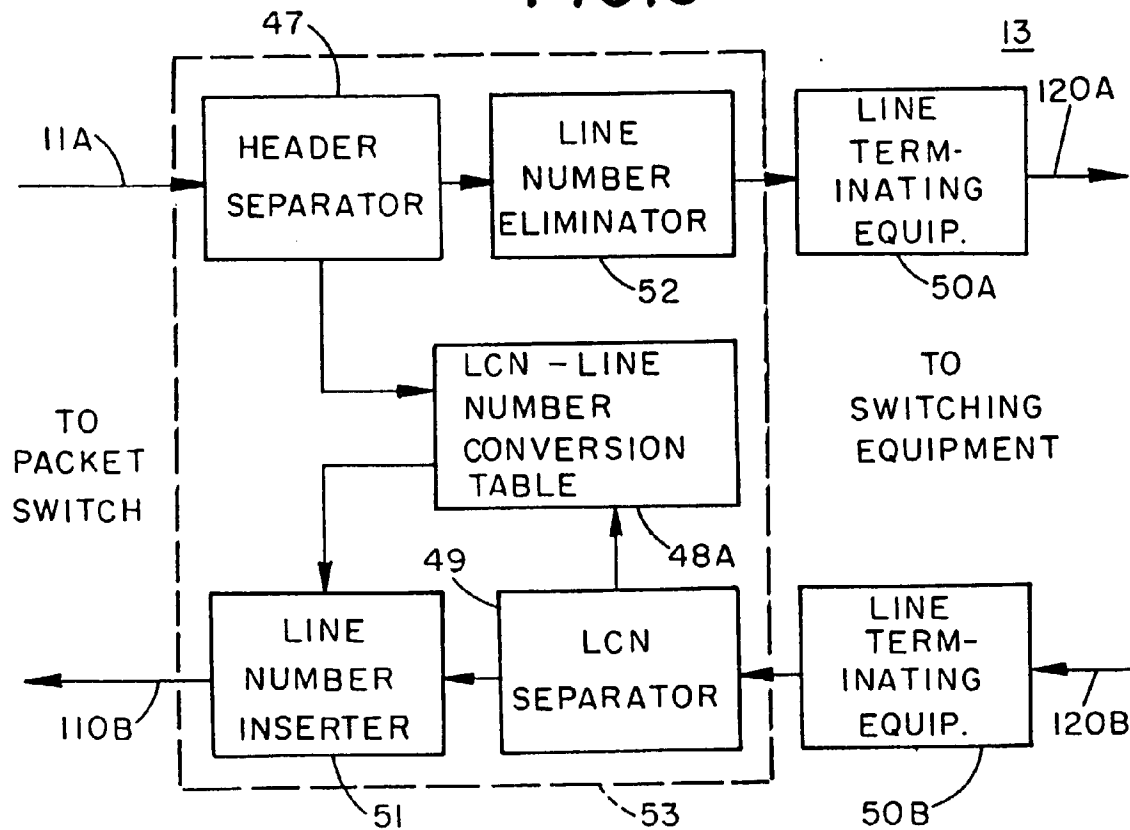 47
13
11A
HEADER
SEPARATOR
LINE
NUMBER
ELIMINATOR
LINE
TERM-
INATING
EQUIP.
120A
52
50A
TO
PACKET
SWITCH
LCN – LINE
NUMBER
CONVERSION
TABLE
TO
SWITCHING
EQUIPMENT
48A
49
LINE
NUMBER
INSERTER
LCN
SEPARATOR
LINE
TERM-
INATING
EQUIP.
110B
120B
51
53
50B